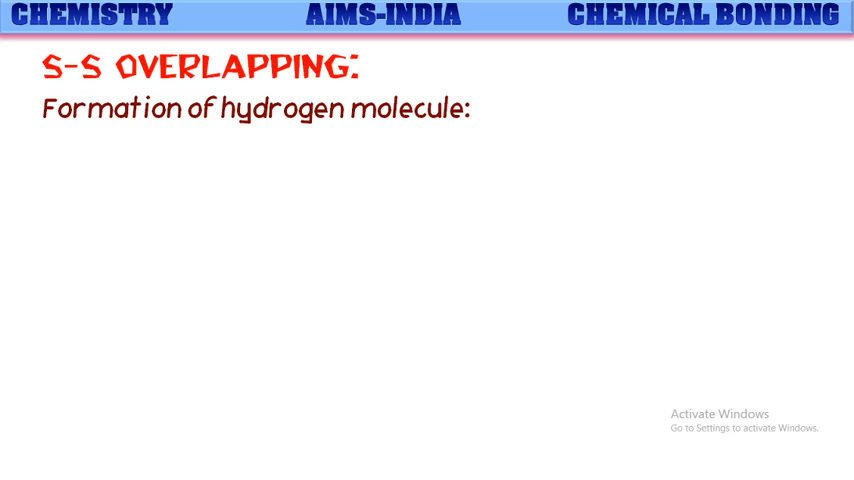 CHEMISTRY AIMS-INDIA CHEMICAL BONDING
S-S OVERLAPPING:
Formation of hydrogen molecule:
Activate Windows
Go to Settings to activate Windows.